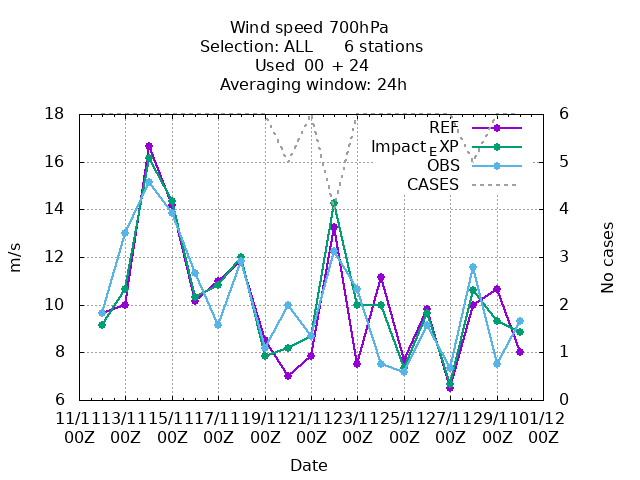 Wind speed 700hPa
Selection: ALL 6 stations
Used 00 + 24
Averaging window: 24h
18 6
REF
Impact_EXP
16 5
OBS
CASES
14 4
12 3
m/s
No cases
10 2
8 1
6 0
11/11 13/11 15/11 17/11 19/11 21/11 23/11 25/11 27/11 29/11 01/12
00Z 00Z 00Z 00Z 00Z 00Z 00Z 00Z 00Z 00Z 00Z
Date